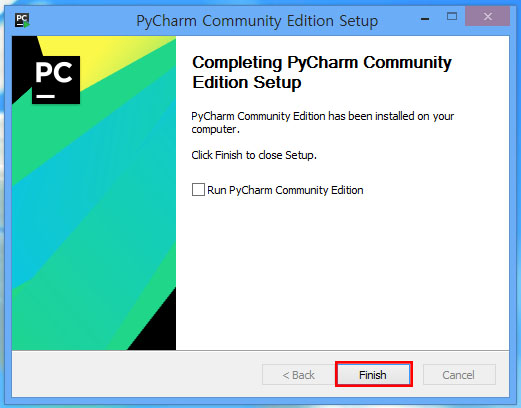 PC
PyCharm Community Edition Setup
PC
Completing PyCharm Community
Edition Setup
PyCharm Community Edition has been installed on your
computer.
Click Finish to close Setup.
Run PyCharm Community Edition
< Back
Finish
Cancel